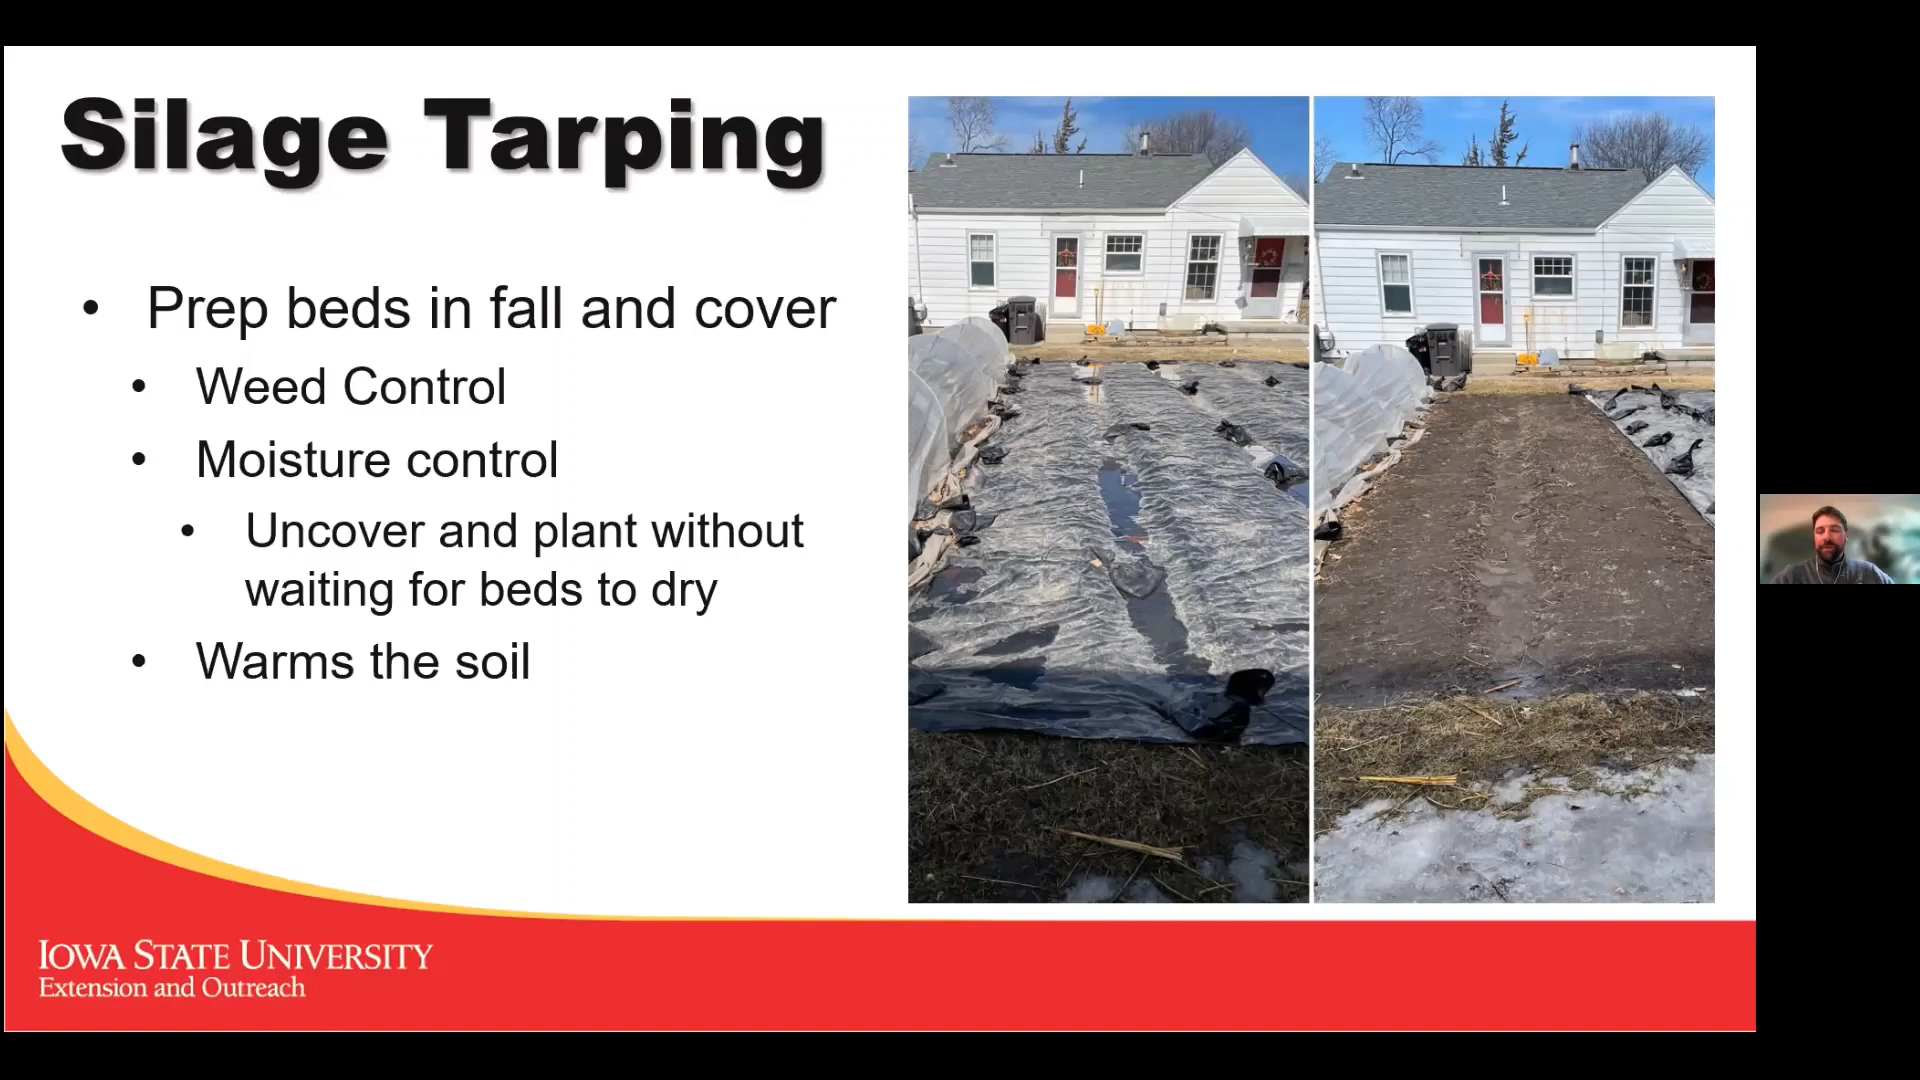 Silage Tarping
• Prep beds in fall and cover
• Weed Control
• Moisture control
• Uncover and plant without
waiting for beds to dry
• Warms the soil
IOWA STATE UNIVERSITY
Extension and Outreach